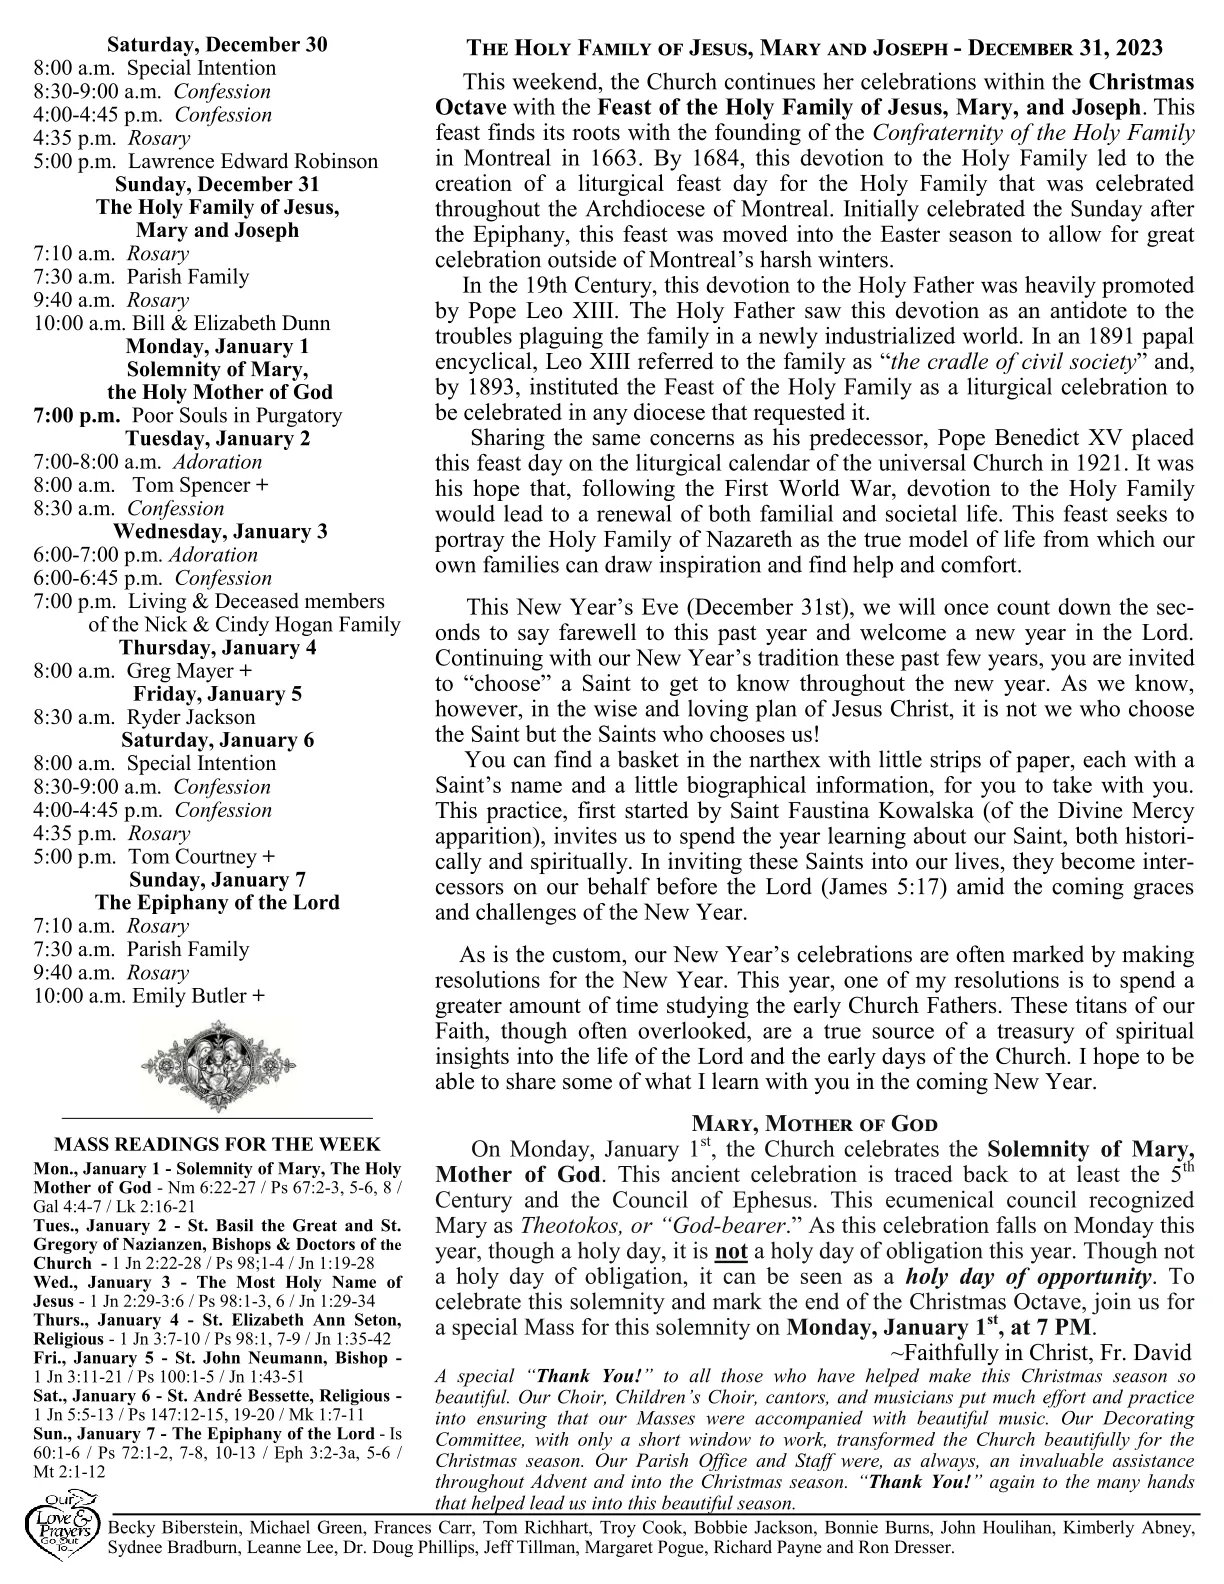 Saturday, December 30
8:00 a.m.  Special Intention
8:30-9:00 a.m.  Confession
4:00-4:45 p.m.  Confession
4:35 p.m.  Rosary
5:00 p.m.  Lawrence Edward Robinson
Sunday, December 31
The Holy Family of Jesus,
Mary and Joseph
7:10 a.m.  Rosary
7:30 a.m.  Parish Family
9:40 a.m.  Rosary
10:00 a.m. Bill & Elizabeth Dunn
Monday, January 1
Solemnity of Mary,
the Holy Mother of God
7:00 p.m.  Poor Souls in Purgatory
Tuesday, January 2
7:00-8:00 a.m.  Adoration
8:00 a.m.   Tom Spencer +
8:30 a.m.  Confession
Wednesday, January 3
6:00-7:00 p.m. Adoration
6:00-6:45 p.m.  Confession
7:00 p.m.  Living & Deceased members
of the Nick & Cindy Hogan Family
Thursday, January 4
8:00 a.m.  Greg Mayer +
Friday, January 5
8:30 a.m.  Ryder Jackson
Saturday, January 6
8:00 a.m.  Special Intention
8:30-9:00 a.m.  Confession
4:00-4:45 p.m.  Confession
4:35 p.m.  Rosary
5:00 p.m.  Tom Courtney +
Sunday, January 7
The Epiphany of the Lord
7:10 a.m.  Rosary
7:30 a.m.  Parish Family
9:40 a.m.  Rosary
10:00 a.m. Emily Butler +
MASS READINGS FOR THE WEEK
Mon., January 1 - Solemnity of Mary, The Holy
Mother of God - Nm 6:22-27 / Ps 67:2-3, 5-6, 8 /
Gal 4:4-7 / Lk 2:16-21
Tues., January 2 - St. Basil the Great and St.
Gregory of Nazianzen, Bishops & Doctors of the
Church - 1 Jn 2:22-28 / Ps 98;1-4 / Jn 1:19-28
Wed., January 3 - The Most Holy Name of
Jesus - 1 Jn 2:29-3:6 / Ps 98:1-3, 6 / Jn 1:29-34
Thurs., January 4 - St. Elizabeth Ann Seton,
Religious - 1 Jn 3:7-10 / Ps 98:1, 7-9 / Jn 1:35-42
Fri., January 5 - St. John Neumann, Bishop -
1 Jn 3:11-21 / Ps 100:1-5 / Jn 1:43-51
Sat., January 6 - St. André Bessette, Religious -
1 Jn 5:5-13 / Ps 147:12-15, 19-20 / Mk 1:7-11
Sun., January 7 - The Epiphany of the Lord - Is
60:1-6 / Ps 72:1-2, 7-8, 10-13 / Eph 3:2-3a, 5-6 /
Mt 2:1-12
THE HOLY FAMILY OF JESUS, MARY AND JOSEPH - DECEMBER 31, 2023
This weekend, the Church continues her celebrations within the Christmas
Octave with the Feast of the Holy Family of Jesus, Mary, and Joseph. This
feast finds its roots with the founding of the Confraternity of the Holy Family
in Montreal in 1663. By 1684, this devotion to the Holy Family led to the
creation of a liturgical feast day for the Holy Family that was celebrated
throughout the Archdiocese of Montreal. Initially celebrated the Sunday after
the Epiphany, this feast was moved into the Easter season to allow for great
celebration outside of Montreal's harsh winters.
In the 19th Century, this devotion to the Holy Father was heavily promoted
by Pope Leo XIII. The Holy Father saw this devotion as an antidote to the
troubles plaguing the family in a newly industrialized world. In an 1891 papal
encyclical, Leo XIII referred to the family as “the cradle of civil society” and,
by 1893, instituted the Feast of the Holy Family as a liturgical celebration to
be celebrated in any diocese that requested it.
Sharing the same concerns as his predecessor, Pope Benedict XV placed
this feast day on the liturgical calendar of the universal Church in 1921. It was
his hope that, following the First World War, devotion to the Holy Family
would lead to a renewal of both familial and societal life. This feast seeks to
portray the Holy Family of Nazareth as the true model of life from which our
own families can draw inspiration and find help and comfort.
This New Year's Eve (December 31st), we will once count down the sec-
onds to say farewell to this past year and welcome a new year in the Lord.
Continuing with our New Year's tradition these past few years, you are invited
to “choose” a Saint to get to know throughout the new year. As we know,
however, in the wise and loving plan of Jesus Christ, it is not we who choose
the Saint but the Saints who chooses us!
You can find a basket in the narthex with little strips of paper, each with a
Saint's name and a little biographical information, for you to take with you.
This practice, first started by Saint Faustina Kowalska (of the Divine Mercy
apparition), invites us to spend the year learning about our Saint, both histori-
cally and spiritually. In inviting these Saints into our lives, they become inter-
cessors on our behalf before the Lord (James 5:17) amid the coming graces
and challenges of the New Year.
As is the custom, our New Year's celebrations are often marked by making
resolutions for the New Year. This year, one of my resolutions is to spend a
greater amount of time studying the early Church Fathers. These titans of our
Faith, though often overlooked, are a true source of a treasury of spiritual
insights into the life of the Lord and the early days of the Church. I hope to be
able to share some of what I learn with you in the coming New Year.
MARY, MOTHER OF GOD
On Monday, January 1st, the Church celebrates the Solemnity of Mary,
Mother of God. This ancient celebration is traced back to at least the 5th
Century and the Council of Ephesus. This ecumenical council recognized
Mary as Theotokos, or “God-bearer.” As this celebration falls on Monday this
year, though a holy day, it is not a holy day of obligation this year. Though not
a holy day of obligation, it can be seen as a holy day of opportunity. To
celebrate this solemnity and mark the end of the Christmas Octave, join us for
a special Mass for this solemnity on Monday, January 1st, at 7 PM.
~Faithfully in Christ, Fr. David
A special “Thank You!” to all those who have helped make this Christmas season so
beautiful. Our Choir, Children's Choir, cantors, and musicians put much effort and practice
into ensuring that our Masses were accompanied with beautiful music. Our Decorating
Committee, with only a short window to work, transformed the Church beautifully for the
Christmas season. Our Parish Office and Staff were, as always, an invaluable assistance
throughout Advent and into the Christmas season. “Thank You!” again to the many hands
that helped lead us into this beautiful season.
Our
Love &
Prayers
Go Out
To...
Becky Biberstein, Michael Green, Frances Carr, Tom Richhart, Troy Cook, Bobbie Jackson, Bonnie Burns, John Houlihan, Kimberly Abney,
Sydnee Bradburn, Leanne Lee, Dr. Doug Phillips, Jeff Tillman, Margaret Pogue, Richard Payne and Ron Dresser.